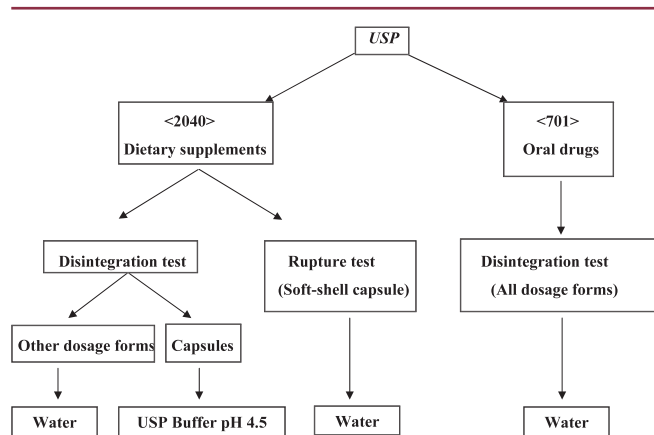 USP
<2040>
Dietary supplements
<701>
Oral drugs
Disintegration test
Rupture test
(Soft-shell capsule)
Disintegration test
(All dosage forms)
Other dosage forms
Capsules
Water
USP Buffer pH 4.5
Water
Water